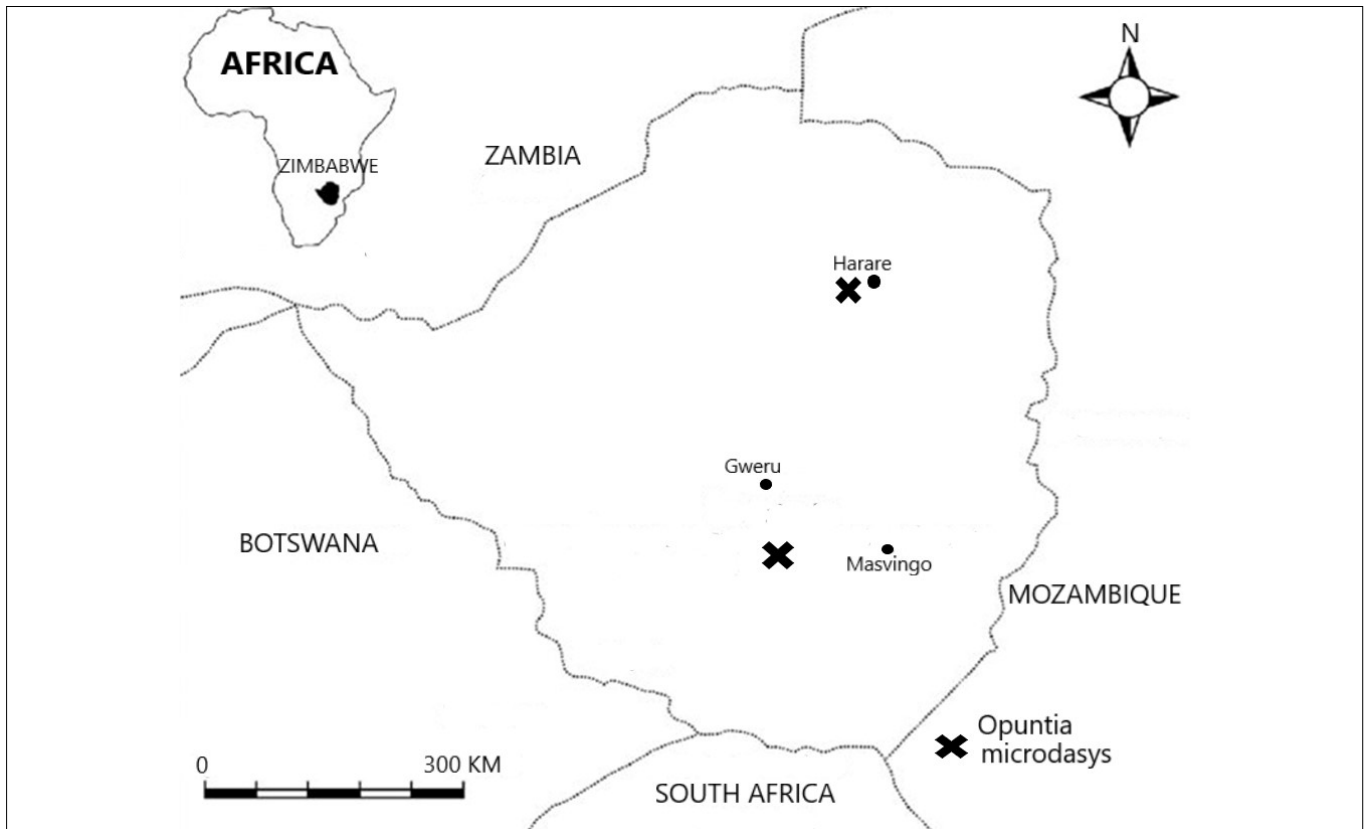 AFRICA
N
ZAMBIA
ZIMBABWE
Harare
Gweru
BOTSWANA
Masvingo
MOZAMBIQUE
Opuntia
microdasys
0 300 KM
SOUTH AFRICA